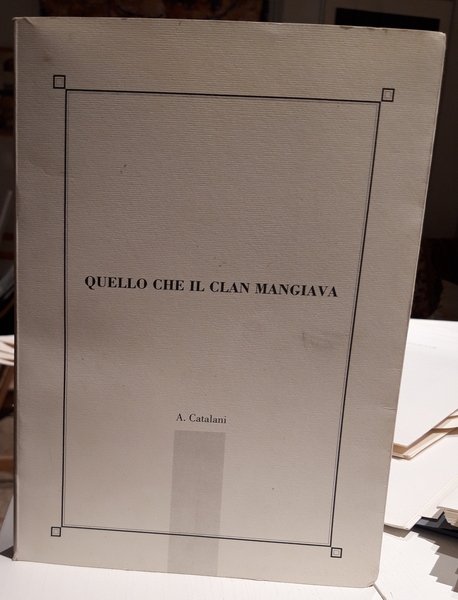 QUELLO CHE IL CLAN MANGIAVA
A. Catalani